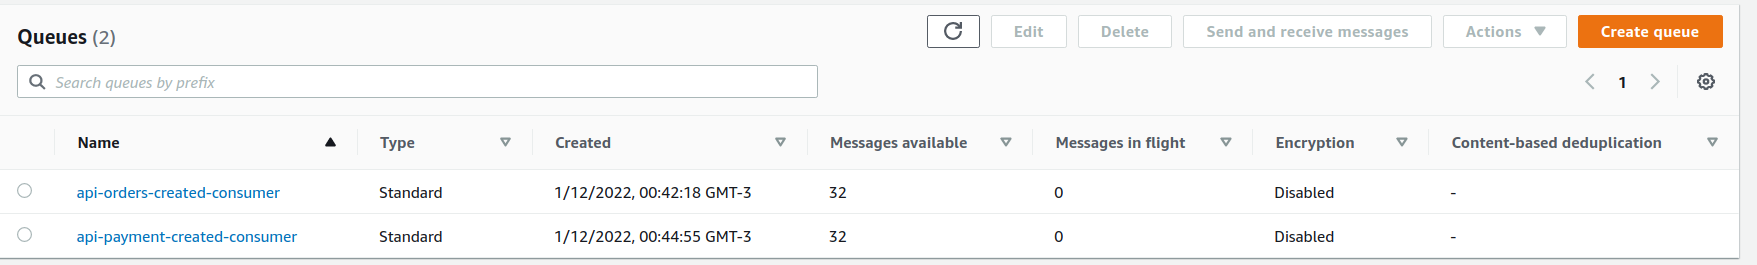 Queues (2)
Edit
Delete
Send and receive messages
Actions
Create queue
Search queues by prefix
1
Name Type Created Messages available Messages in flight Encryption Content-based deduplication
api-orders-created-consumer Standard 1/12/2022, 00:42:18 GMT-3 32 0 Disabled -
api-payment-created-consumer Standard 1/12/2022, 00:44:55 GMT-3 32 0 Disabled -